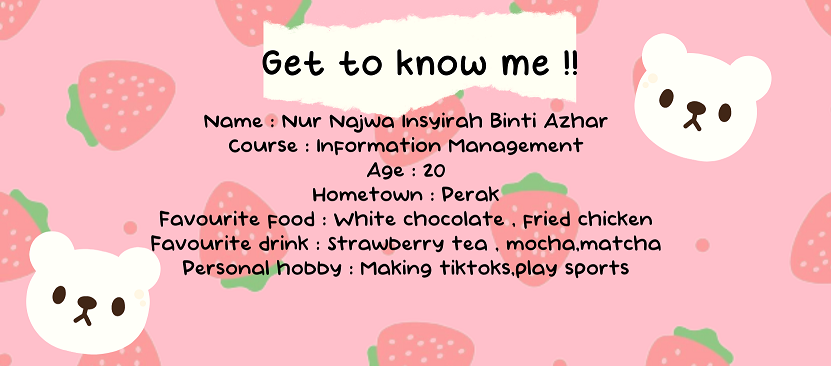 Get to know me !!
Name : Nur Najwa Insyirah Binti Azhar
Course : Information Management
Age : 20
Hometown : Perak
Favourite food : White chocolate , fried chicken
Favourite drink : Strawberry tea , mocha,matcha
Personal hobby : Making tiktoks,play sports